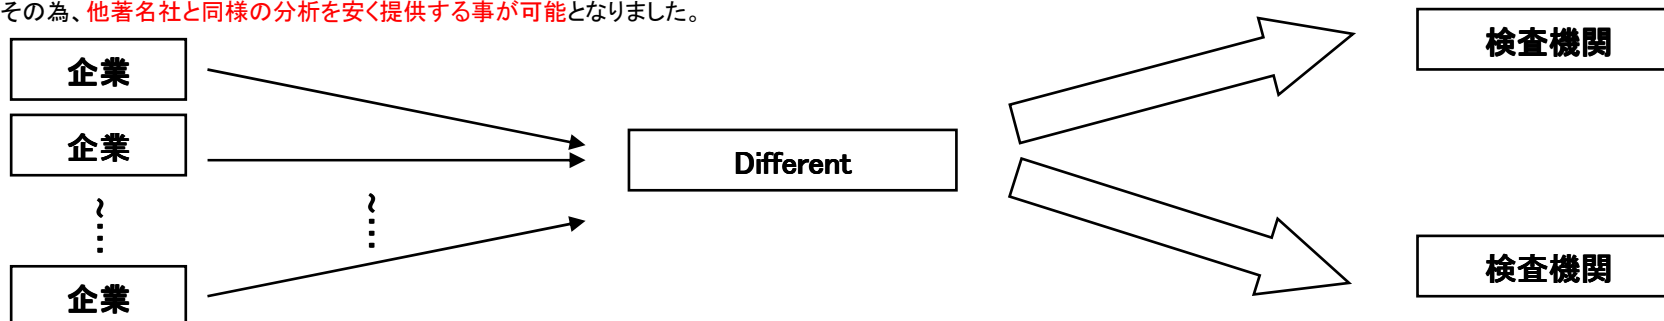 その為、他著名社と同様の分析を安く提供する事が可能となりました。
企業
検査機関
企業
Different
~…
~…
企業
検査機関